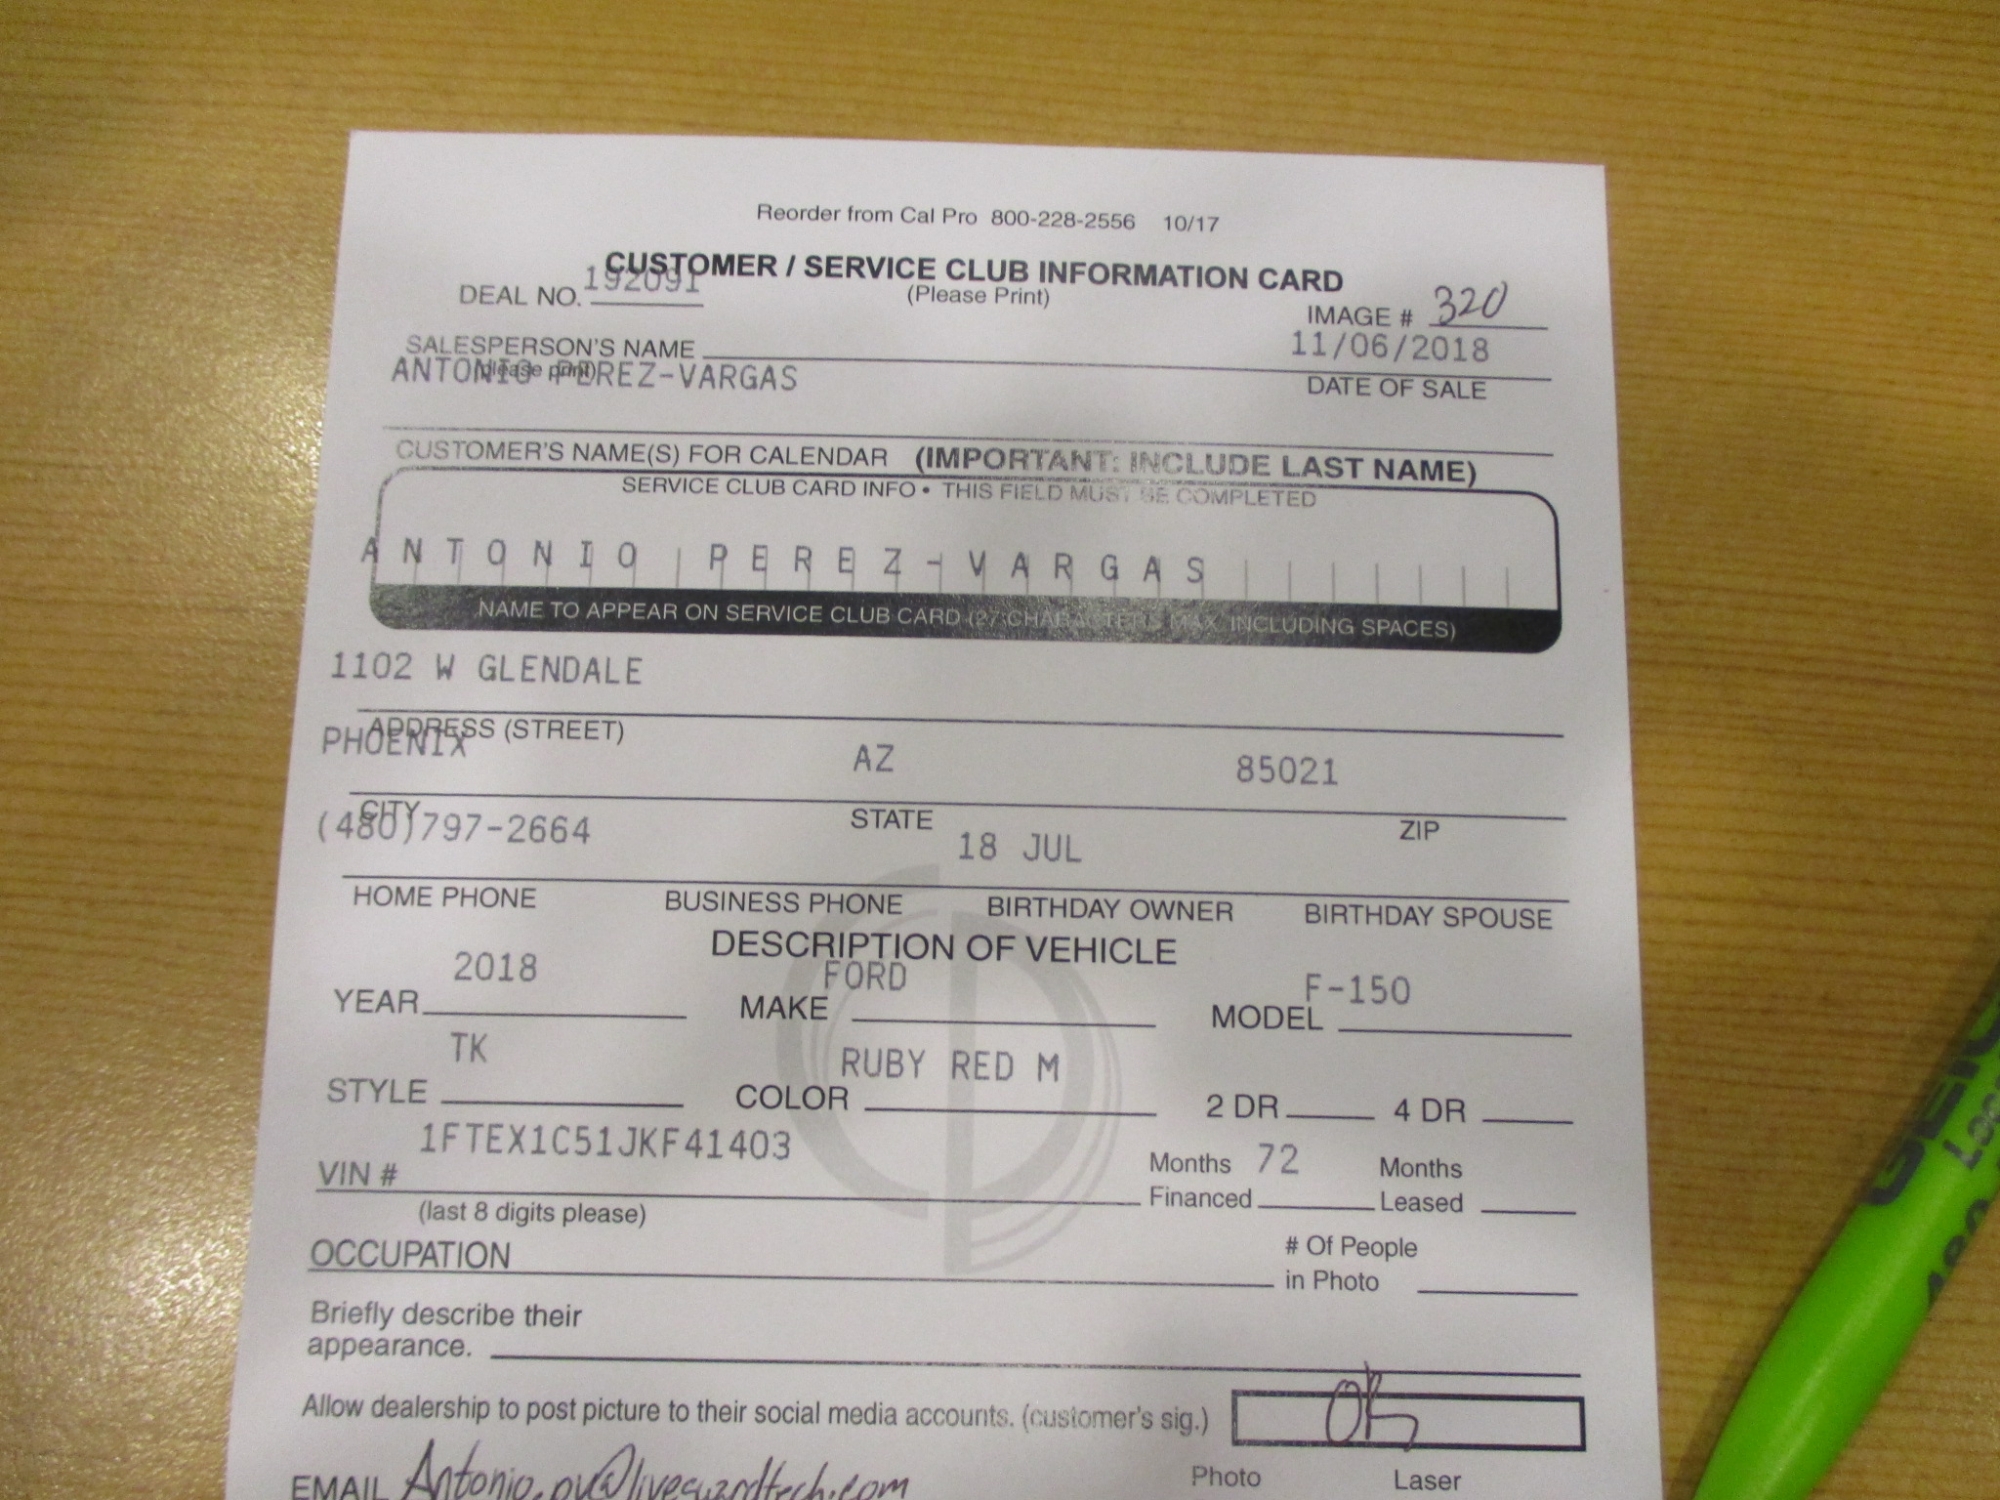 Reorder from Cal Pro 800-228-2556 10/17
CUSTOMER / SERVICE CLUB INFORMATION CARD
DEAL NO. 192091 (Please Print)
IMAGE # 320
SALESPERSON'S NAME 11/06/2018
(please print)
ANTONIO PEREZ-VARGAS DATE OF SALE
CUSTOMER'S NAME(S) FOR CALENDAR (IMPORTANT: INCLUDE LAST NAME)
SERVICE CLUB CARD INFO • THIS FIELD MUST BE COMPLETED
ANTONIO PEREZ-VARGAS
NAME TO APPEAR ON SERVICE CLUB CARD (27 CHARACTERS MAX. INCLUDING SPACES)
1102 W GLENDALE
ADDRESS (STREET)
PHOENIX AZ 85021
CITY STATE ZIP
(480)797-2664 18 JUL
HOME PHONE BUSINESS PHONE BIRTHDAY OWNER BIRTHDAY SPOUSE
DESCRIPTION OF VEHICLE
YEAR 2018 MAKE FORD MODEL F-150
STYLE TK COLOR RUBY RED M 2 DR 4 DR
VIN # 1FTEX1C51JKF41403 Months Financed 72 Months Leased
(last 8 digits please)
OCCUPATION # Of People in Photo
Briefly describe their
appearance.
Allow dealership to post picture to their social media accounts. (customer's sig.) OK
EMAIL Photo Laser